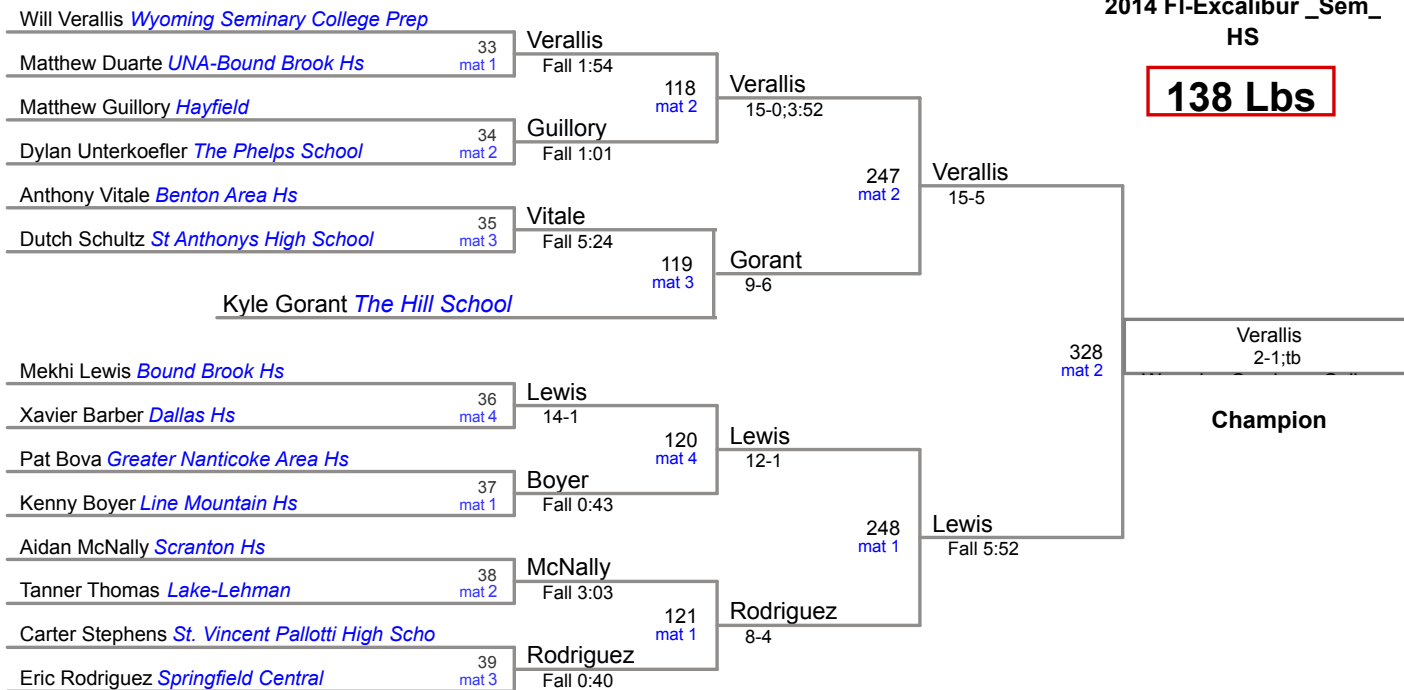 2014 FI-Excalibur _Sem_
HS
138 Lbs
Will Verallis Wyoming Seminary College Prep
33
mat 1
Matthew Duarte UNA-Bound Brook Hs
Verallis
Fall 1:54
Matthew Guillory Hayfield
34
mat 2
Dylan Unterkoefler The Phelps School
Guillory
Fall 1:01
118
mat 2
Verallis
15-0;3:52
Anthony Vitale Benton Area Hs
35
mat 3
Dutch Schultz St Anthonys High School
Vitale
Fall 5:24
Kyle Gorant The Hill School
119
mat 3
Gorant
9-6
247
mat 2
Verallis
15-5
Mekhi Lewis Bound Brook Hs
36
mat 4
Xavier Barber Dallas Hs
Lewis
14-1
Pat Bova Greater Nanticoke Area Hs
37
mat 1
Kenny Boyer Line Mountain Hs
Boyer
Fall 0:43
120
mat 4
Lewis
12-1
Aidan McNally Scranton Hs
38
mat 2
Tanner Thomas Lake-Lehman
McNally
Fall 3:03
Carter Stephens St. Vincent Pallotti High Scho
39
mat 3
Eric Rodriguez Springfield Central
Rodriguez
Fall 0:40
121
mat 1
Rodriguez
8-4
248
mat 1
Lewis
Fall 5:52
328
mat 2
Verallis
2-1;tb
Champion